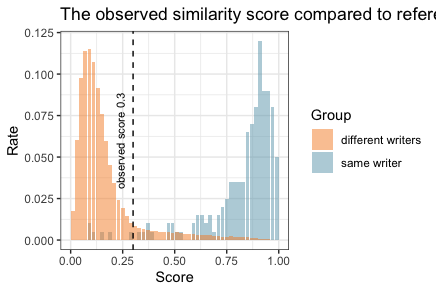 The observed similarity score compared to refere
0.125
0.100
0.075
0.050
0.025
0.000
Rate
observed score 0.3
0.00 0.25 0.50 0.75 1.00
Score
Group
different writers
same writer